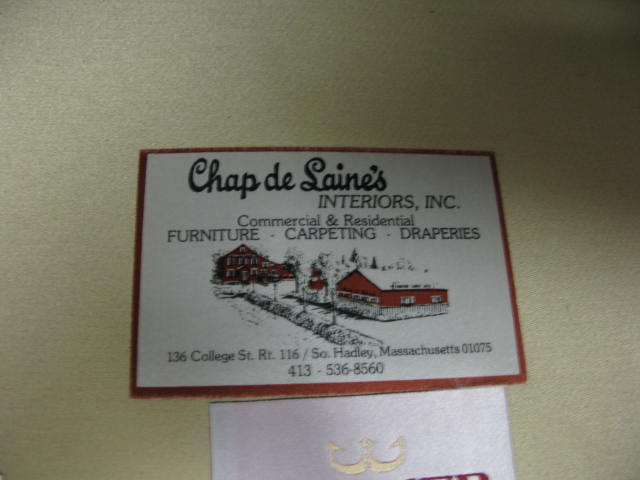 Chap de Laine's
INTERIORS, INC.
Commercial & Residential
FURNITURE - CARPETING - DRAPERIES
136 College St. Rt. 116 / So. Hadley, Massachusetts 01075
413 - 536-8560